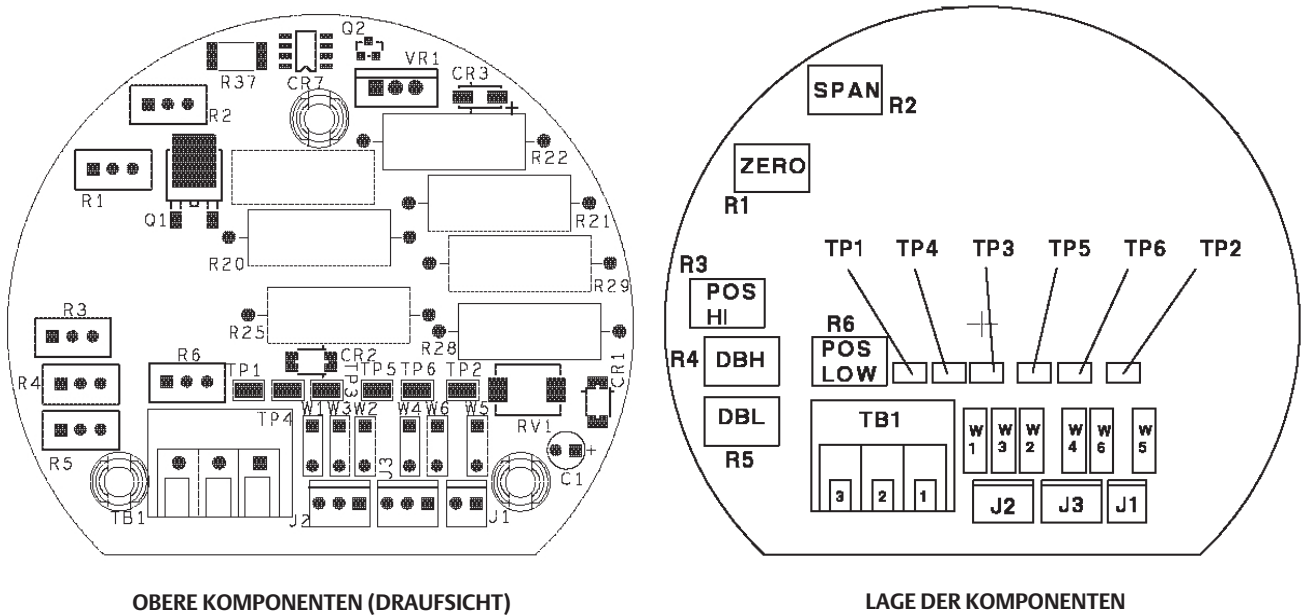 Q2
VR1
CR3
+
R37
CR7
R2
R22
R1
Q1
R21
R20
R29
R25
R28
R3
CR2
CR1
R4
R6
TP1
TP3
TP5
TP6
TP2
TP4
W1
W3
W2
W4
W6
W5
RV1
R5
J3
+
C1
TB1
J2
J1
OBERE KOMPONENTEN (DRAUFSICHT)
SPAN
R2
ZERO
R1
TP1 TP4 TP3 TP5 TP6 TP2
R3
POS
HI
R6
POS
LOW
R4
DBH
DBL
R5
TB1
3 2 1
W
1
W
3
W
2
W
4
W
6
W
5
J2 J3 J1
LAGE DER KOMPONENTEN